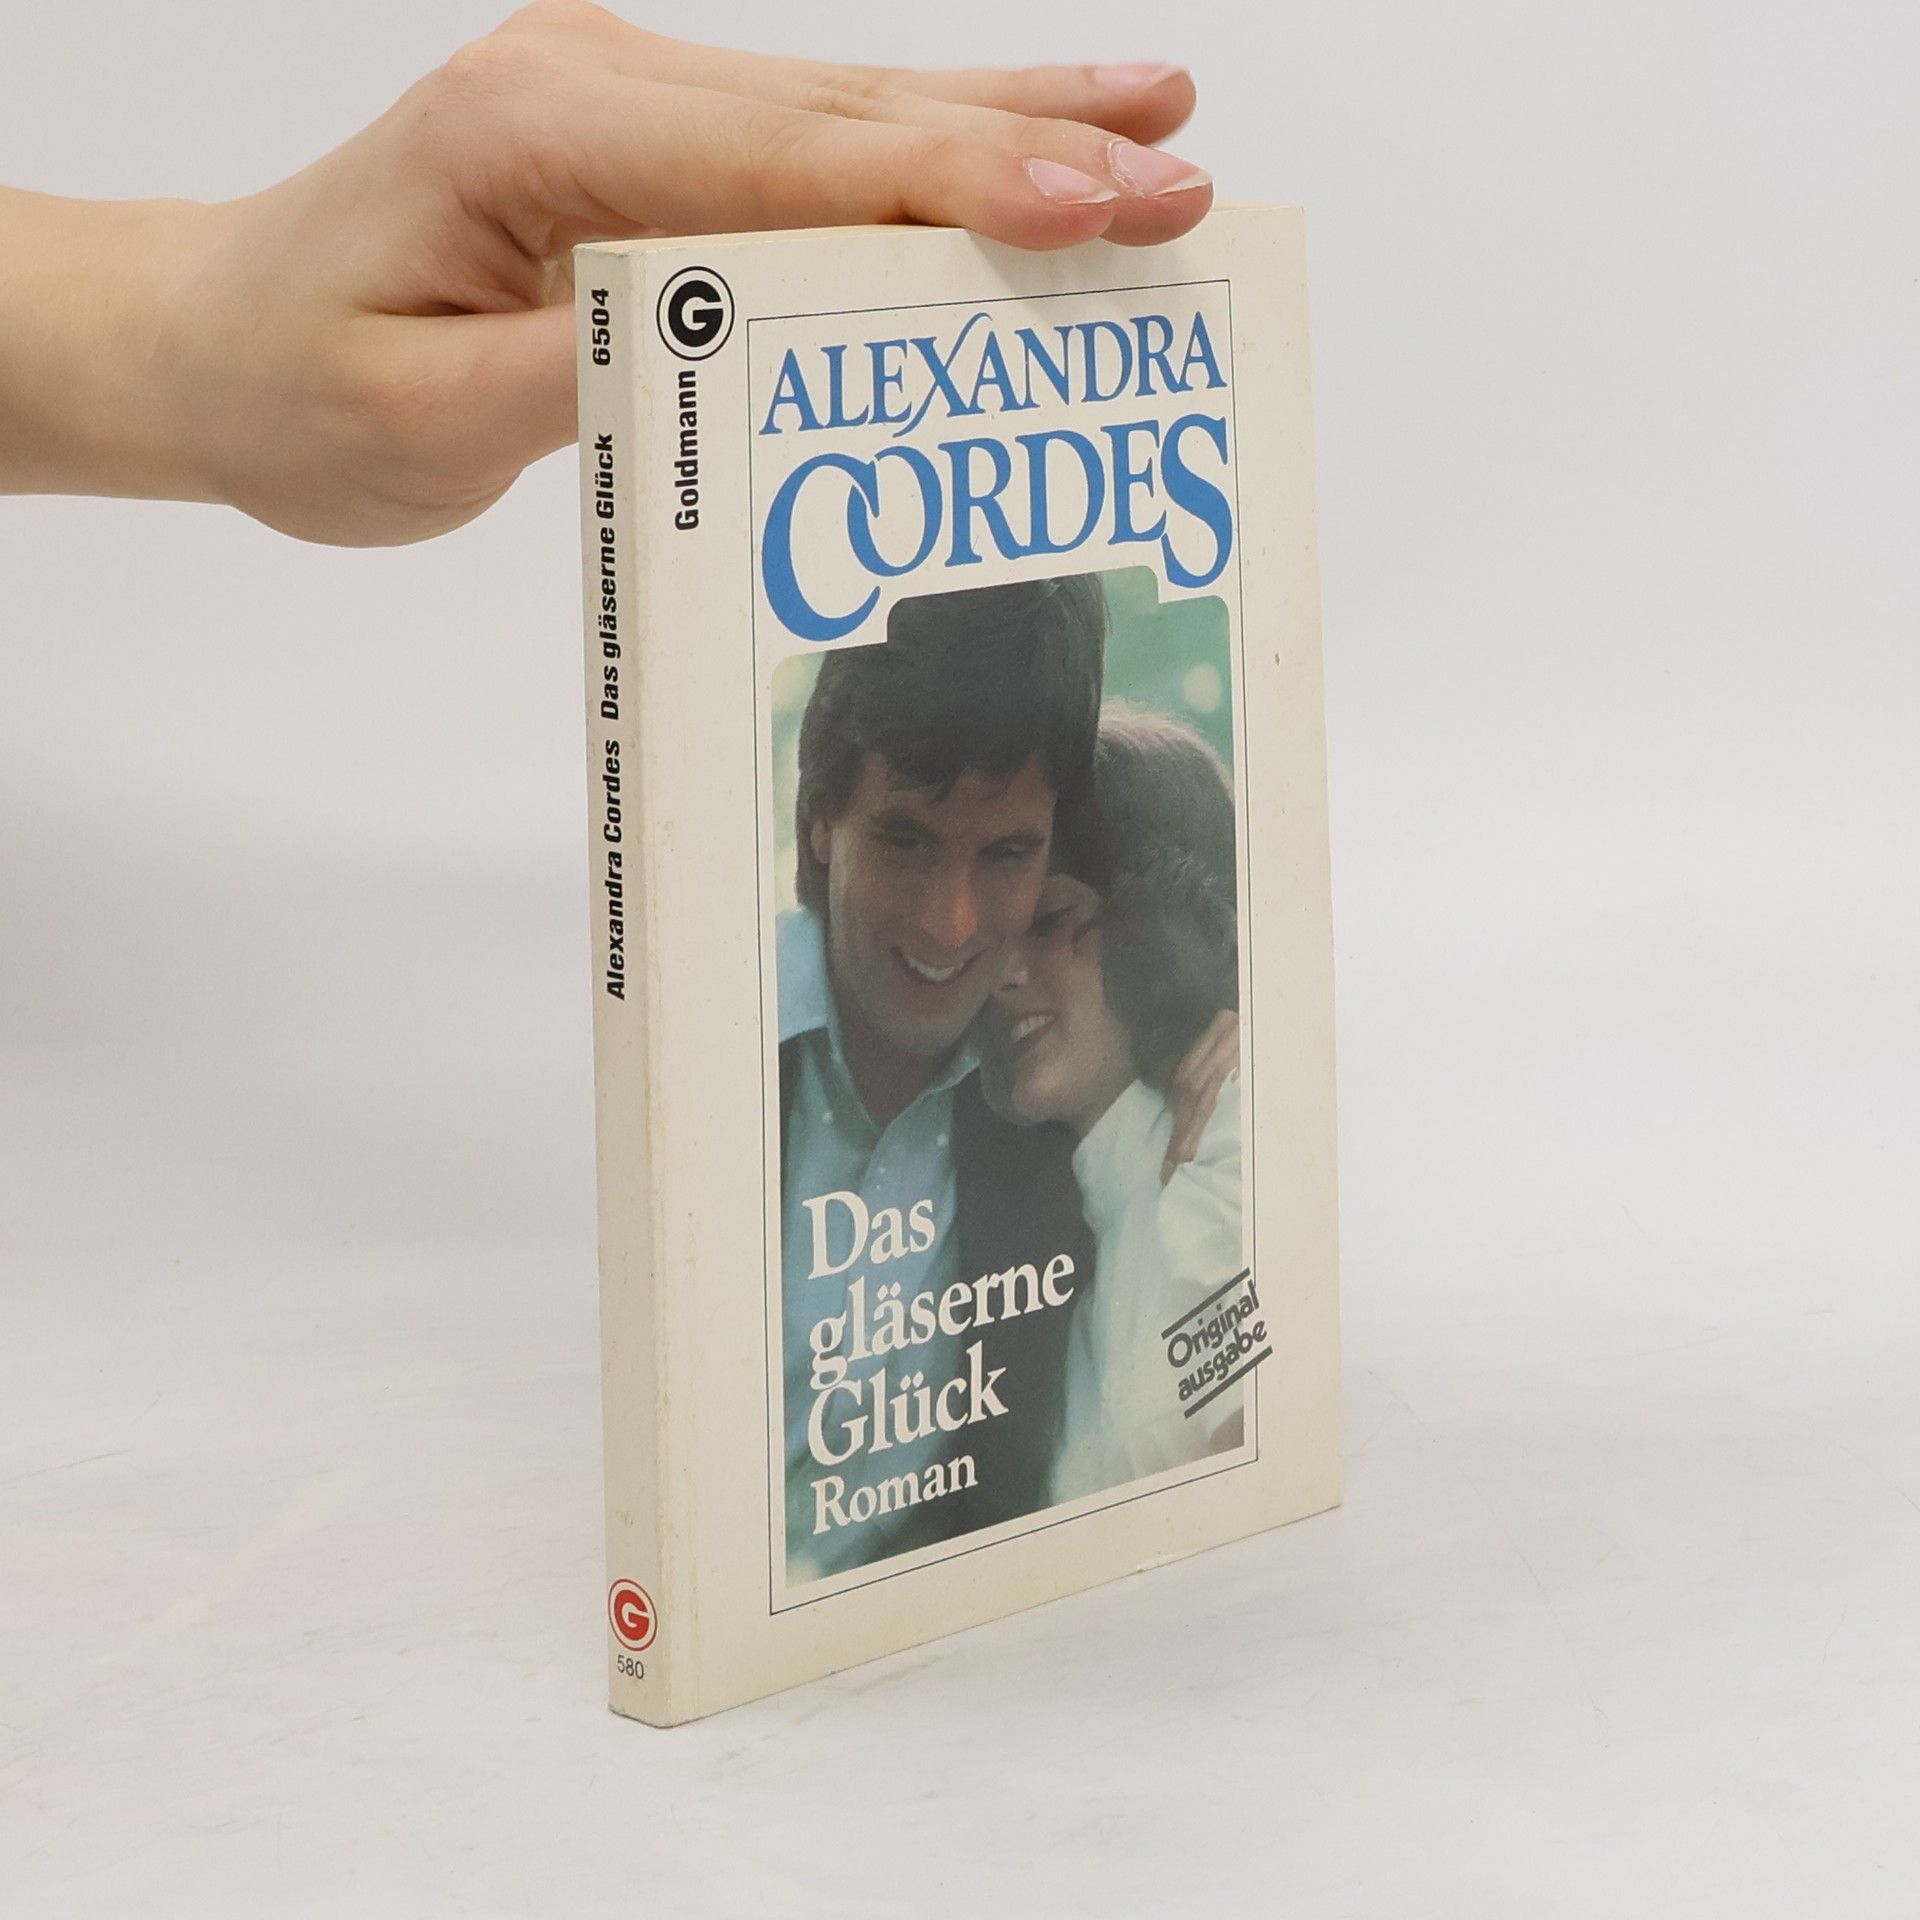 Alexandra Cordes Das gläserne Glück 6504
G
580
G
Goldmann
ALEXANDRA
CORDES
Das
gläserne
Glück
Roman
Original
ausgabe